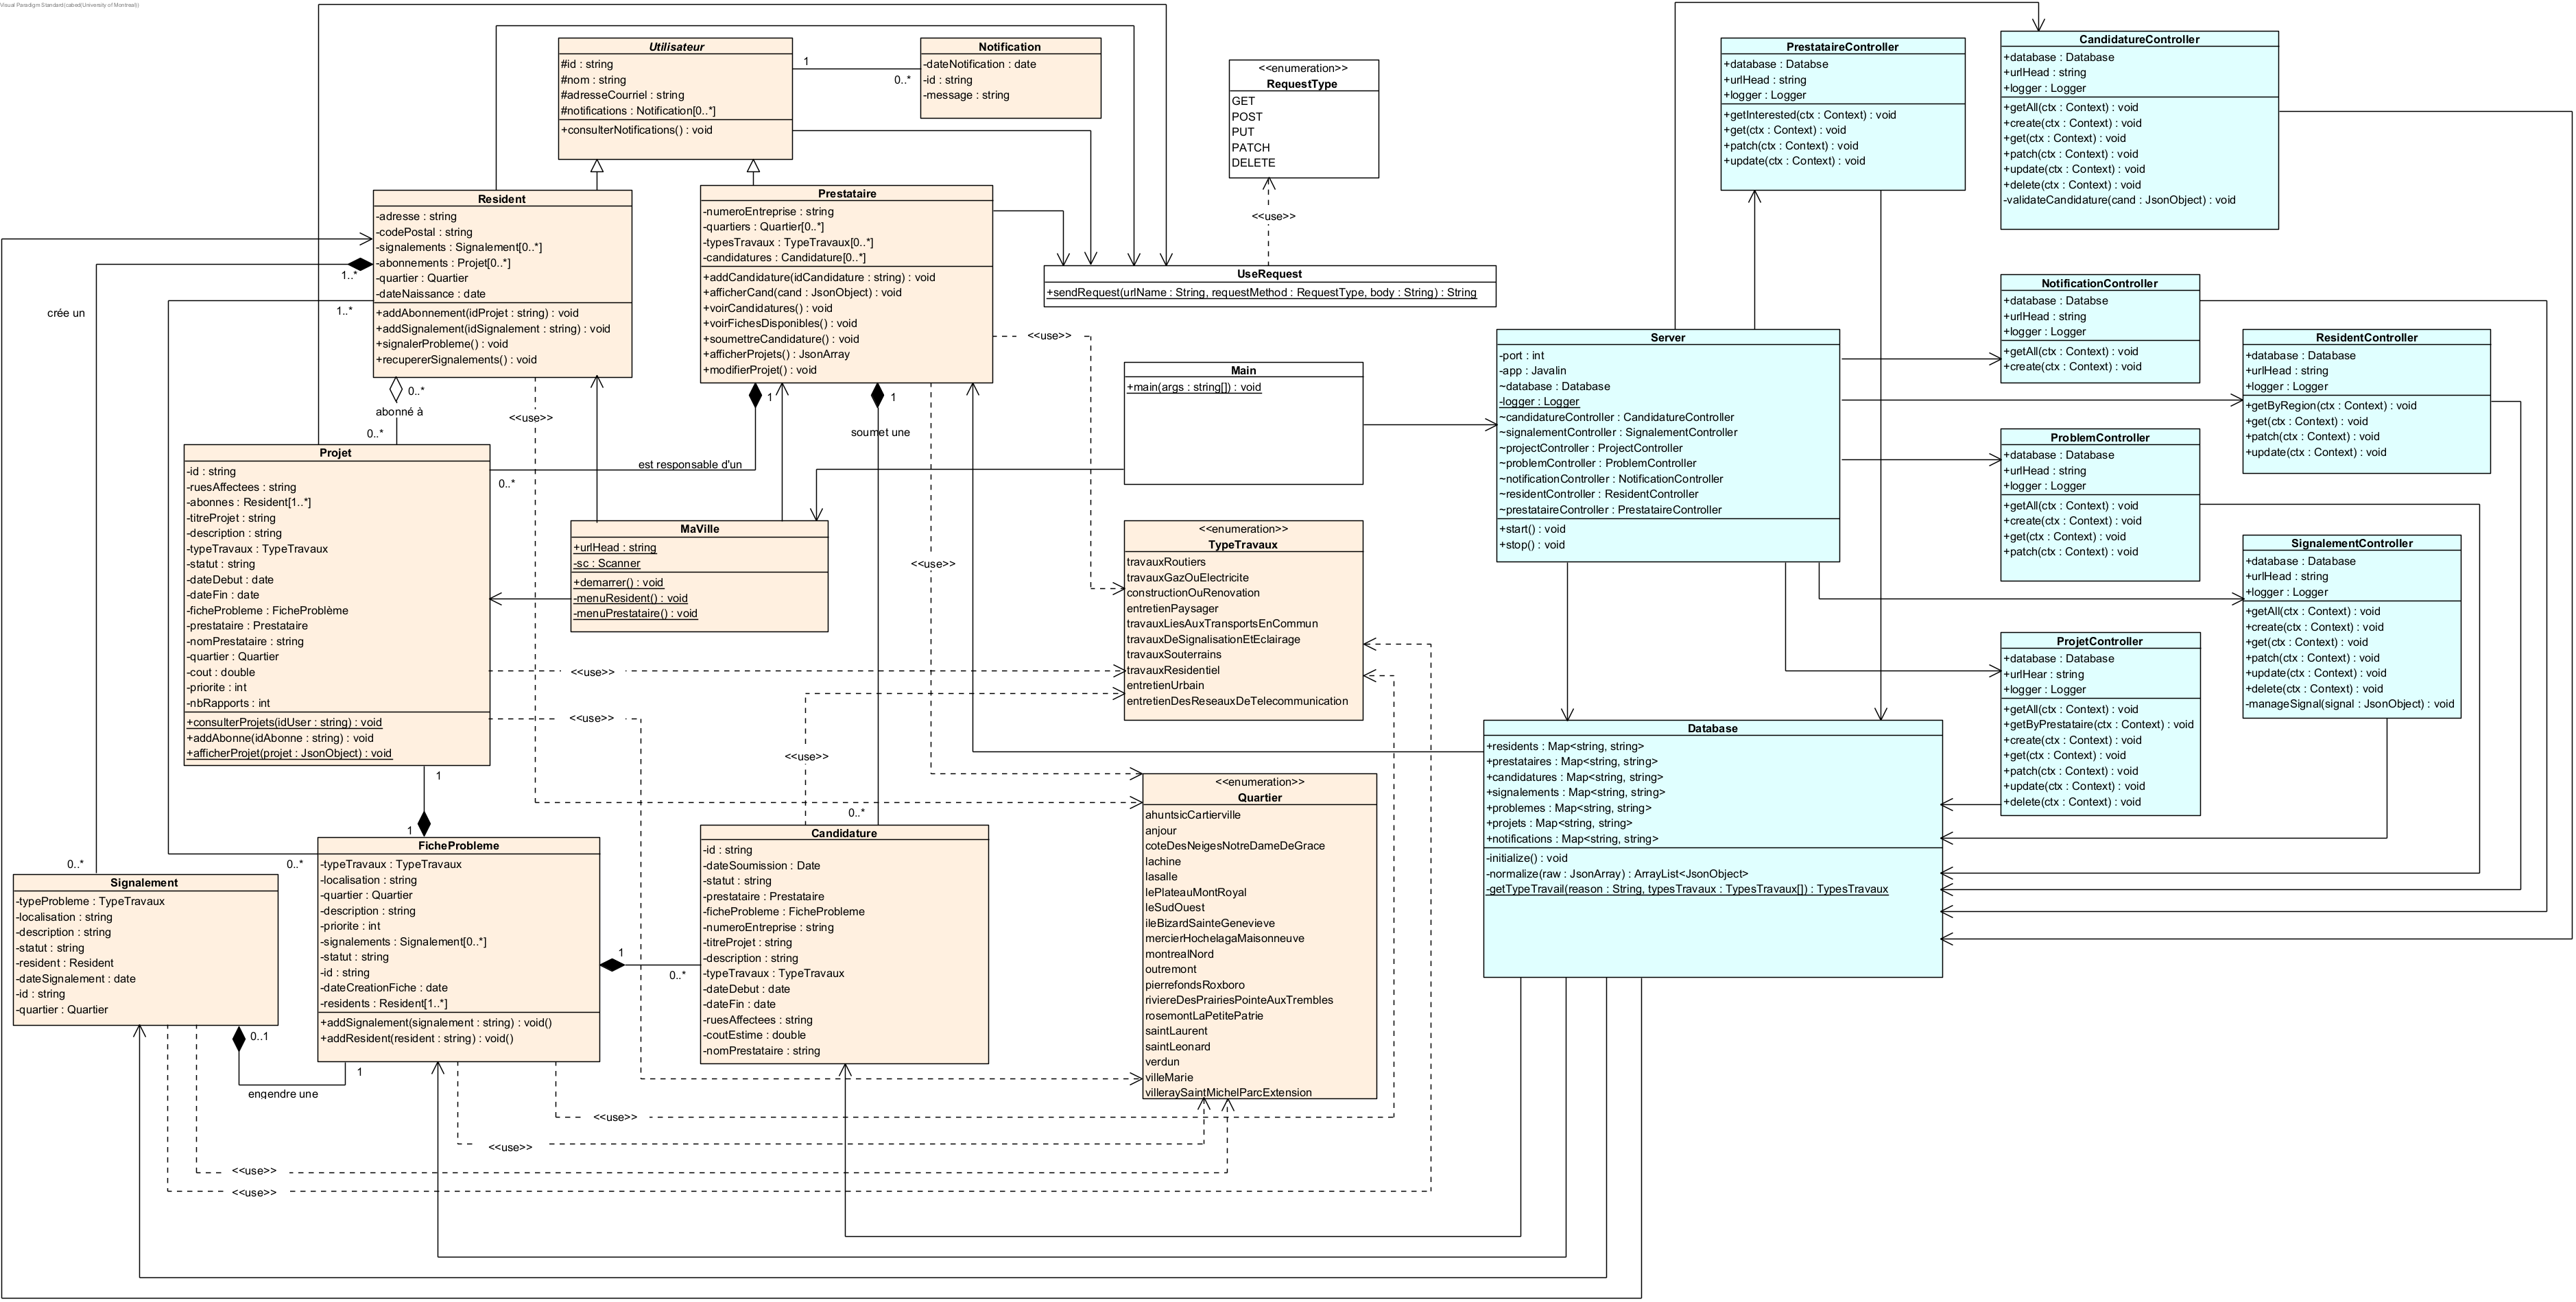 Visual Paradigm Standard(cabed(University of Montreal))
Utilisateur
#id : string
#nom : string
#adresseCourriel : string
#notifications : Notification[0..*]
+consulterNotifications() : void
1
0..*
Notification
-dateNotification : date
-id : string
-message : string
<<enumeration>>
RequestType
GET
POST
PUT
PATCH
DELETE
<<use>>
PrestataireController
+database : Databse
+urlHead : string
+logger : Logger
+getInterested(ctx : Context) : void
+get(ctx : Context) : void
+patch(ctx : Context) : void
+update(ctx : Context) : void
CandidatureController
+database : Database
+urlHead : string
+logger : Logger
+getAll(ctx : Context) : void
+create(ctx : Context) : void
+get(ctx : Context) : void
+patch(ctx : Context) : void
+update(ctx : Context) : void
+delete(ctx : Context) : void
-validateCandidature(cand : JsonObject) : void
Resident
-adresse : string
-codePostal : string
-signalements : Signalement[0..*]
-abonnements : Projet[0..*]
-quartier : Quartier
-dateNaissance : date
+addAbonnement(idProjet : string) : void
+addSignalement(idSignalement : string) : void
+signalerProbleme() : void
+recupererSignalements() : void
1..*
1..*
crée un
Prestataire
-numeroEntreprise : string
-quartiers : Quartier[0..*]
-typesTravaux : TypeTravaux[0..*]
-candidatures : Candidature[0..*]
+addCandidature(idCandidature : string) : void
+afficherCand(cand : JsonObject) : void
+voirCandidatures() : void
+voirFichesDisponibles() : void
+soumettreCandidature() : void
+afficherProjets() : JsonArray
+modifierProjet() : void
UseRequest
+sendRequest(urlName : String, requestMethod : RequestType, body : String) : String
<<use>>
NotificationController
+database : Databse
+urlHead : string
+logger : Logger
+getAll(ctx : Context) : void
+create(ctx : Context) : void
ResidentController
+database : Database
+urlHead : string
+logger : Logger
+getByRegion(ctx : Context) : void
+get(ctx : Context) : void
+patch(ctx : Context) : void
+update(ctx : Context) : void
Server
-port : int
-app : Javalin
~database : Database
-logger : Logger
~candidatureController : CandidatureController
~signalementController : SignalementController
~projectController : ProjectController
~problemController : ProblemController
~notificationController : NotificationController
~residentController : ResidentController
~prestataireController : PrestataireController
+start() : void
+stop() : void
Main
+main(args : string[]) : void
0..*
abonné à
0..*
<<use>>
1
1
soumet une
est responsable d'un
0..*
Projet
-id : string
-ruesAffectees : string
-abonnes : Resident[1..*]
-titreProjet : string
-description : string
-typeTravaux : TypeTravaux
-statut : string
-dateDebut : date
-dateFin : date
-ficheProbleme : FicheProblème
-prestataire : Prestataire
-nomPrestataire : string
-quartier : Quartier
-cout : double
-priorite : int
-nbRapports : int
+consulterProjets(idUser : string) : void
+addAbonne(idAbonne : string) : void
+afficherProjet(projet : JsonObject) : void
MaVille
+urlHead : string
-sc : Scanner
+demarrer() : void
-menuResident() : void
-menuPrestataire() : void
<<use>>
<<use>>
<<use>>
<<use>>
<<enumeration>>
TypeTravaux
travauxRoutiers
travauxGazOuElectricite
constructionOuRenovation
entretienPaysager
travauxLiesAuxTransportsEnCommun
travauxDeSignalisationEtEclairage
travauxSouterrains
travauxResidentiel
entretienUrbain
entretienDesReseauxDeTelecommunication
ProblemController
+database : Database
+urlHead : string
+logger : Logger
+getAll(ctx : Context) : void
+create(ctx : Context) : void
+get(ctx : Context) : void
+patch(ctx : Context) : void
SignalementController
+database : Database
+urlHead : string
+logger : Logger
+getAll(ctx : Context) : void
+create(ctx : Context) : void
+get(ctx : Context) : void
+patch(ctx : Context) : void
+update(ctx : Context) : void
+delete(ctx : Context) : void
-manageSignal(signal : JsonObject) : void
ProjetController
+database : Database
+urlHear : string
+logger : Logger
+getAll(ctx : Context) : void
+getByPrestataire(ctx : Context) : void
+create(ctx : Context) : void
+get(ctx : Context) : void
+patch(ctx : Context) : void
+update(ctx : Context) : void
+delete(ctx : Context) : void
Database
+residents : Map<string, string>
+prestataires : Map<string, string>
+candidatures : Map<string, string>
+signalements : Map<string, string>
+problemes : Map<string, string>
+projets : Map<string, string>
+notifications : Map<string, string>
-initialize() : void
-normalize(raw : JsonArray) : ArrayList<JsonObject>
-getTypeTravail(reason : String, typesTravaux : TypesTravaux[]) : TypesTravaux
<<enumeration>>
Quartier
ahuntsicCartierville
anjour
coteDesNeigesNotreDameDeGrace
lachine
lasalle
lePlateauMontRoyal
leSudOuest
ileBizardSainteGenevieve
mercierHochelagaMaisonneuve
montrealNord
outremont
pierrefondsRoxboro
riviereDesPrairiesPointeAuxTrembles
rosemontLaPetitePatrie
saintLaurent
saintLeonard
verdun
villeMarie
villeraySaintMichelParcExtension
1
1
0..*
0..*
0..*
Signalement
-typeProbleme : TypeTravaux
-localisation : string
-description : string
-statut : string
-resident : Resident
-dateSignalement : date
-id : string
-quartier : Quartier
FicheProbleme
-typeTravaux : TypeTravaux
-localisation : string
-quartier : Quartier
-description : string
-priorite : int
-signalements : Signalement[0..*]
-statut : string
-id : string
-dateCreationFiche : date
-residents : Resident[1..*]
+addSignalement(signalement : string) : void()
+addResident(resident : string) : void()
1
0..*
Candidature
-id : string
-dateSoumission : Date
-statut : string
-prestataire : Prestataire
-ficheProbleme : FicheProbleme
-numeroEntreprise : string
-titreProjet : string
-description : string
-typeTravaux : TypeTravaux
-dateDebut : date
-dateFin : date
-ruesAffectees : string
-coutEstime : double
-nomPrestataire : string
0..1
1
engendre une
<<use>>
<<use>>
<<use>>
<<use>>